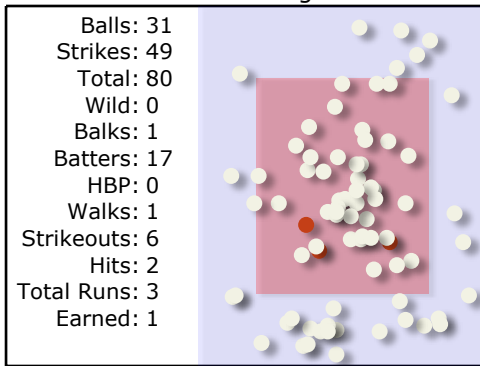 Balls: 31
Strikes: 49
Total: 80
Wild: 0
Balks: 1
Batters: 17
HBP: 0
Walks: 1
Strikeouts: 6
Hits: 2
Total Runs: 3
Earned: 1